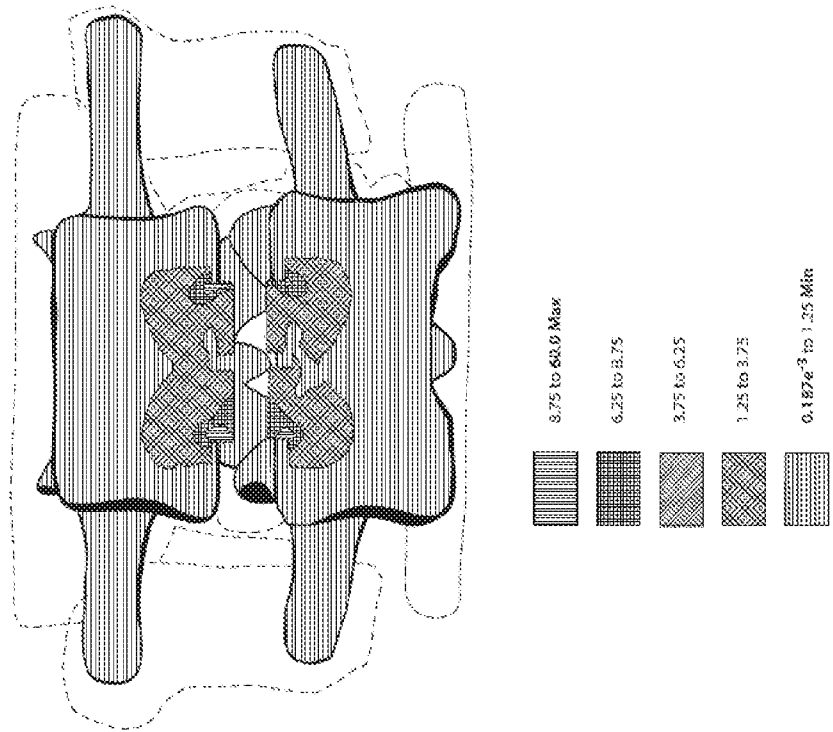 8.75 to 60.0 Max
6.25 to 8.75
3.75 to 6.25
1.25 to 3.75
0.187e⁻³ to 1.25 Min